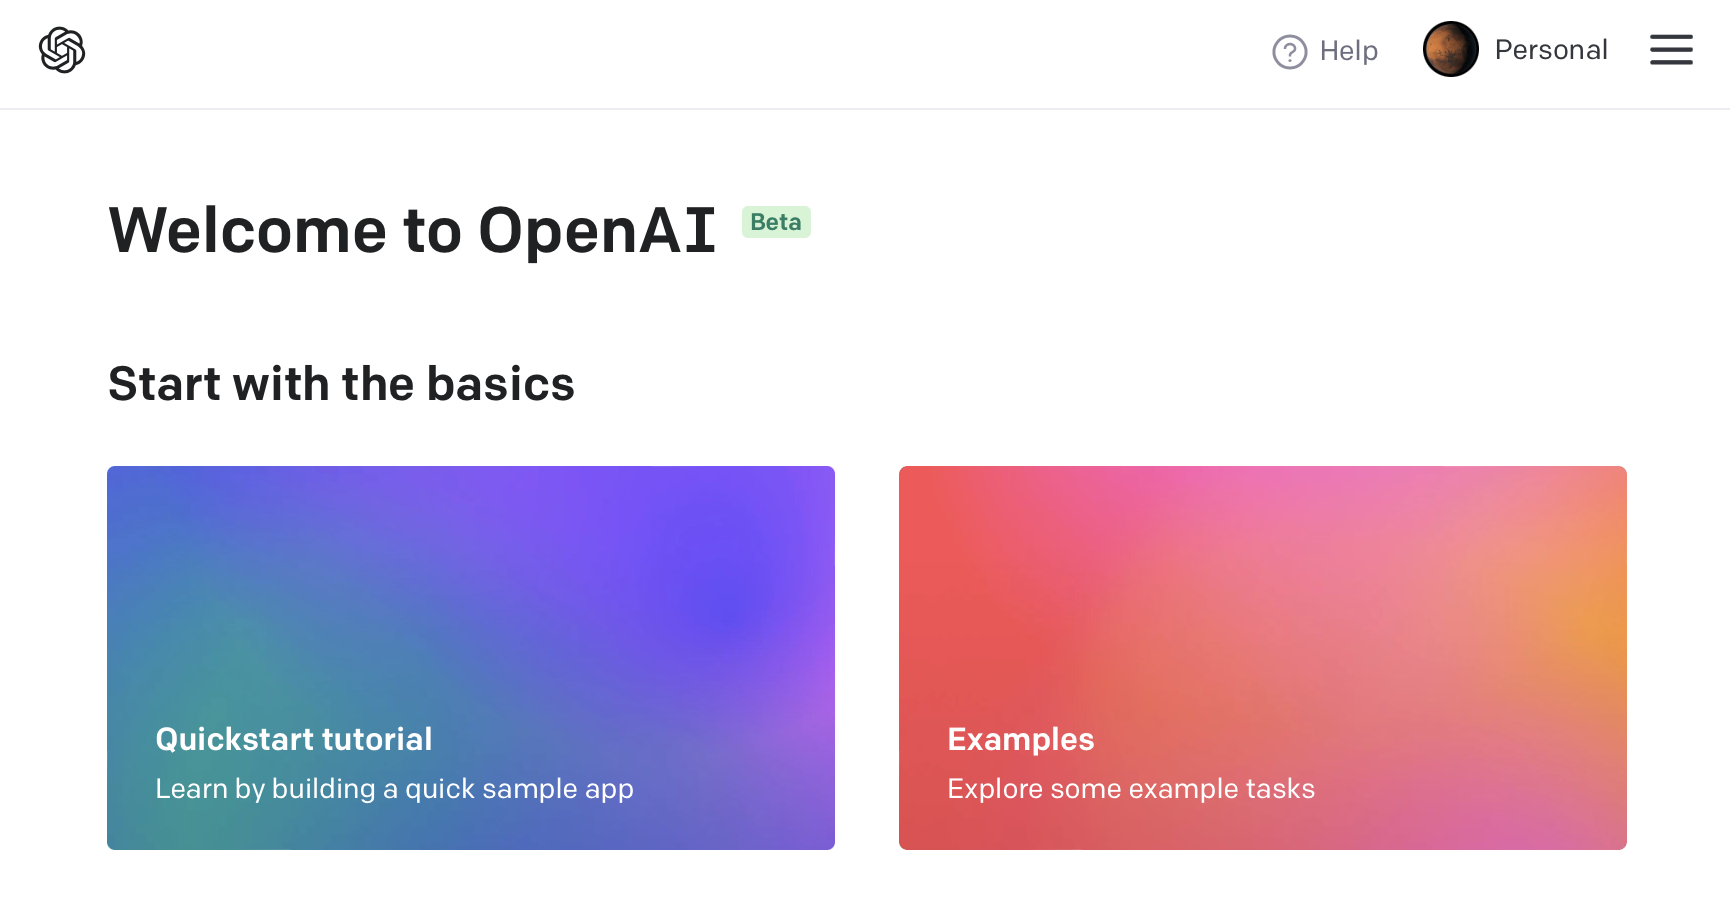 Help
Personal
Welcome to OpenAI Beta
Start with the basics
Quickstart tutorial
Learn by building a quick sample app
Examples
Explore some example tasks